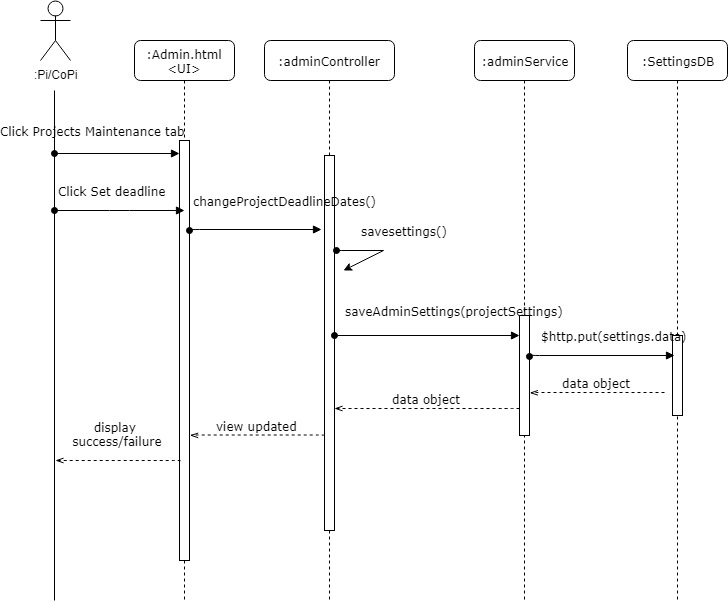 :Pi/CoPi
:Admin.html
<UI>
:adminController
:adminService
:SettingsDB
Click Projects Maintenance tab
Click Set deadline
changeProjectDeadlineDates()
savesettings()
saveAdminSettings(projectSettings)
$http.put(settings.data)
data object
data object
view updated
display
success/failure